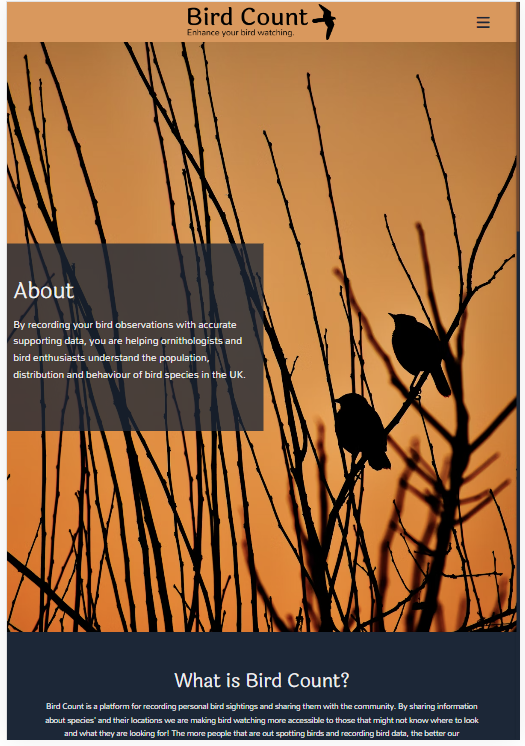 Bird Count
Enhance your bird watching.
About
By recording your bird observations with accurate
supporting data, you are helping ornithologists and
bird enthusiasts understand the population,
distribution and behaviour of bird species in the UK.
What is Bird Count?
Bird Count is a platform for recording personal bird sightings and sharing them with the community. By sharing information
about species' and their locations we are making bird watching more accessible to those that might not know where to look
and what they are looking for! The more people that are out spotting birds and recording bird data, the better our